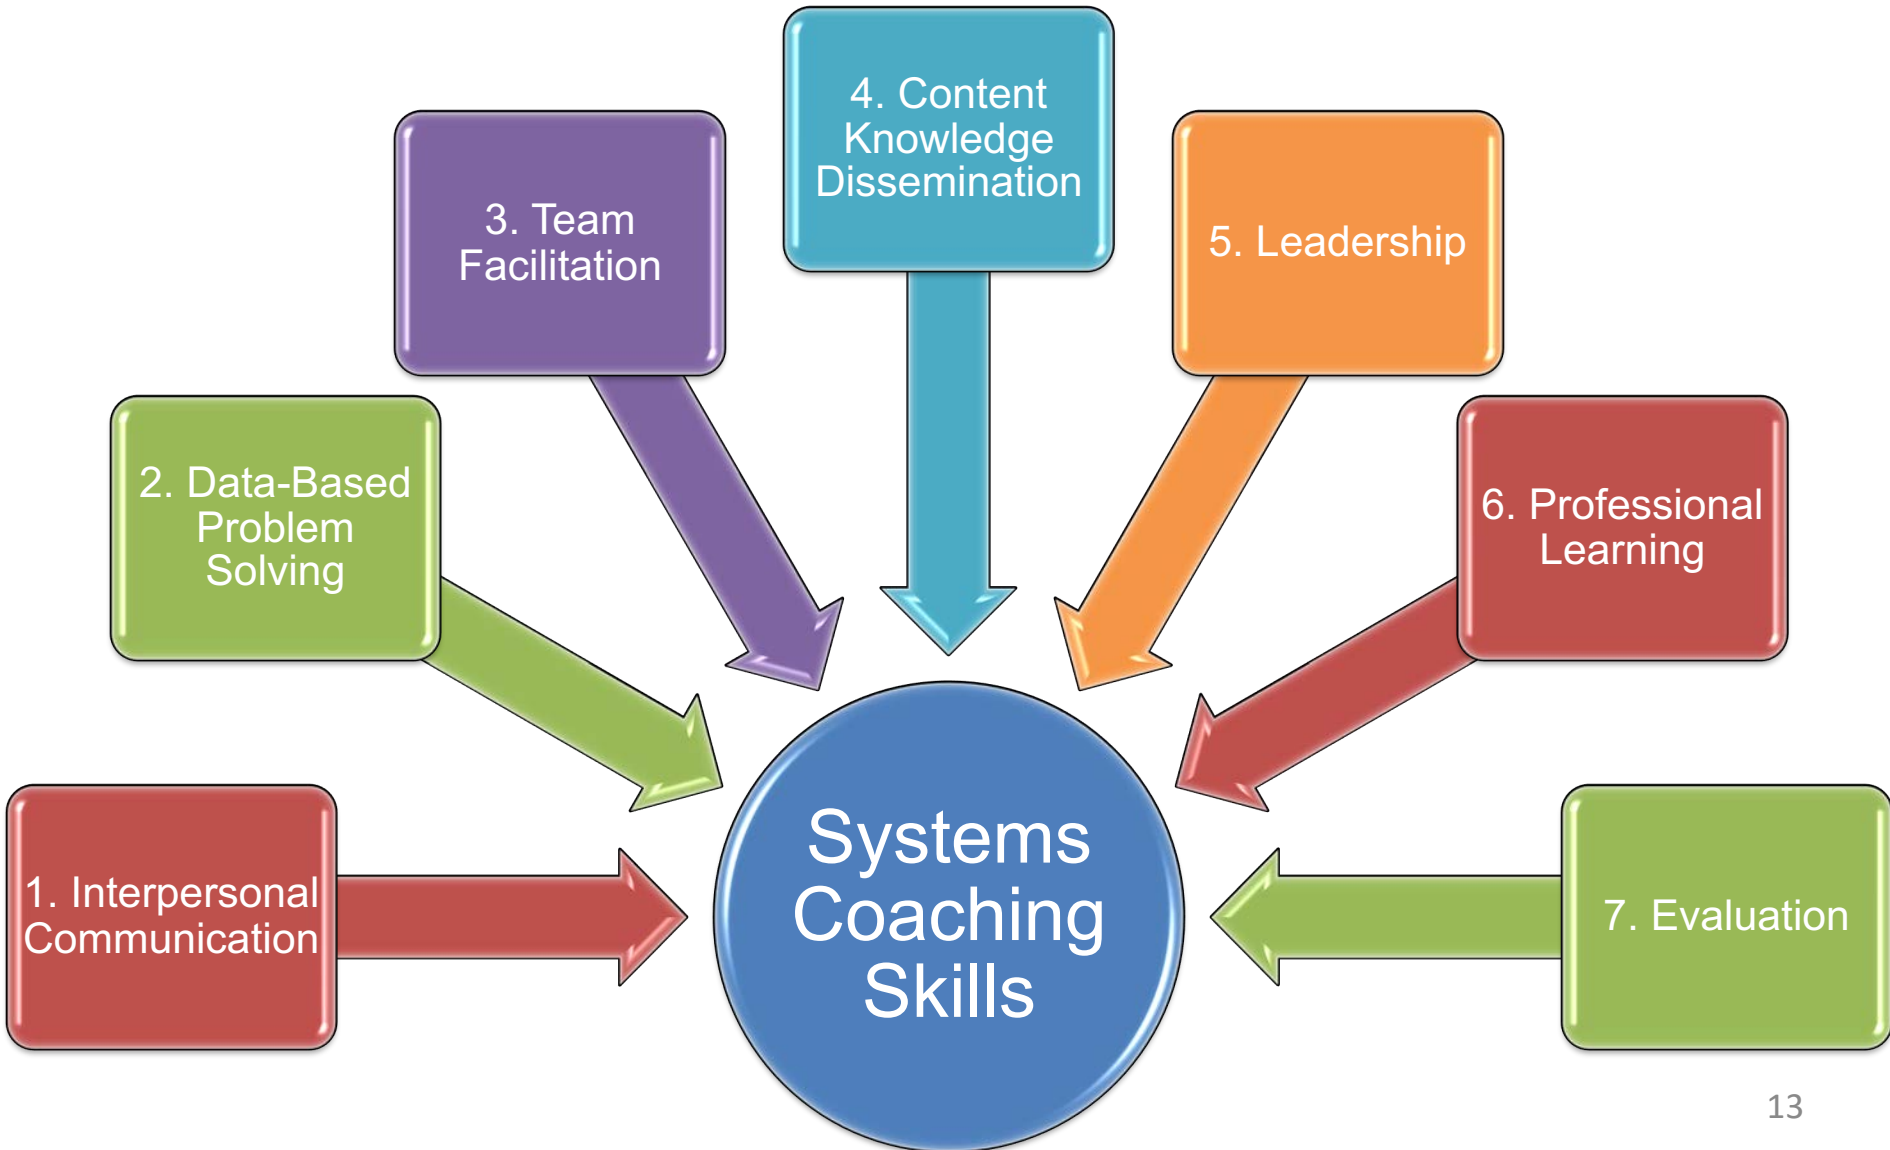 1. Interpersonal
Communication
2. Data-Based
Problem
Solving
3. Team
Facilitation
4. Content
Knowledge
Dissemination
5. Leadership
6. Professional
Learning
7. Evaluation
Systems
Coaching
Skills
13